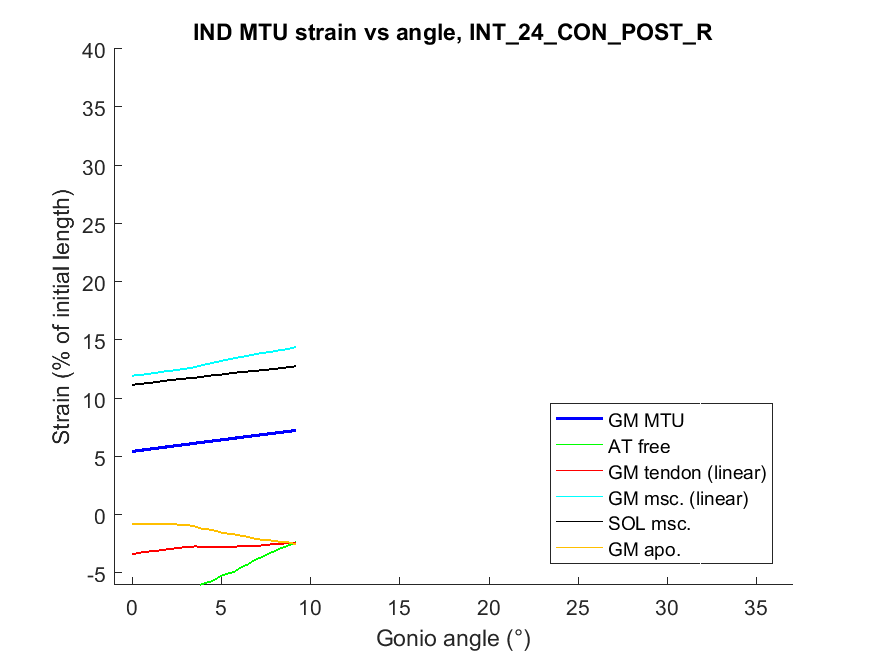 IND MTU strain vs angle, INT_24_CON_POST_R
40
35
30
25
20
15
10
5
0
-5
Strain (% of initial length)
0 5 10 15 20 25 30 35
Gonio angle (°)
GM MTU
AT free
GM tendon (linear)
GM msc. (linear)
SOL msc.
GM apo.